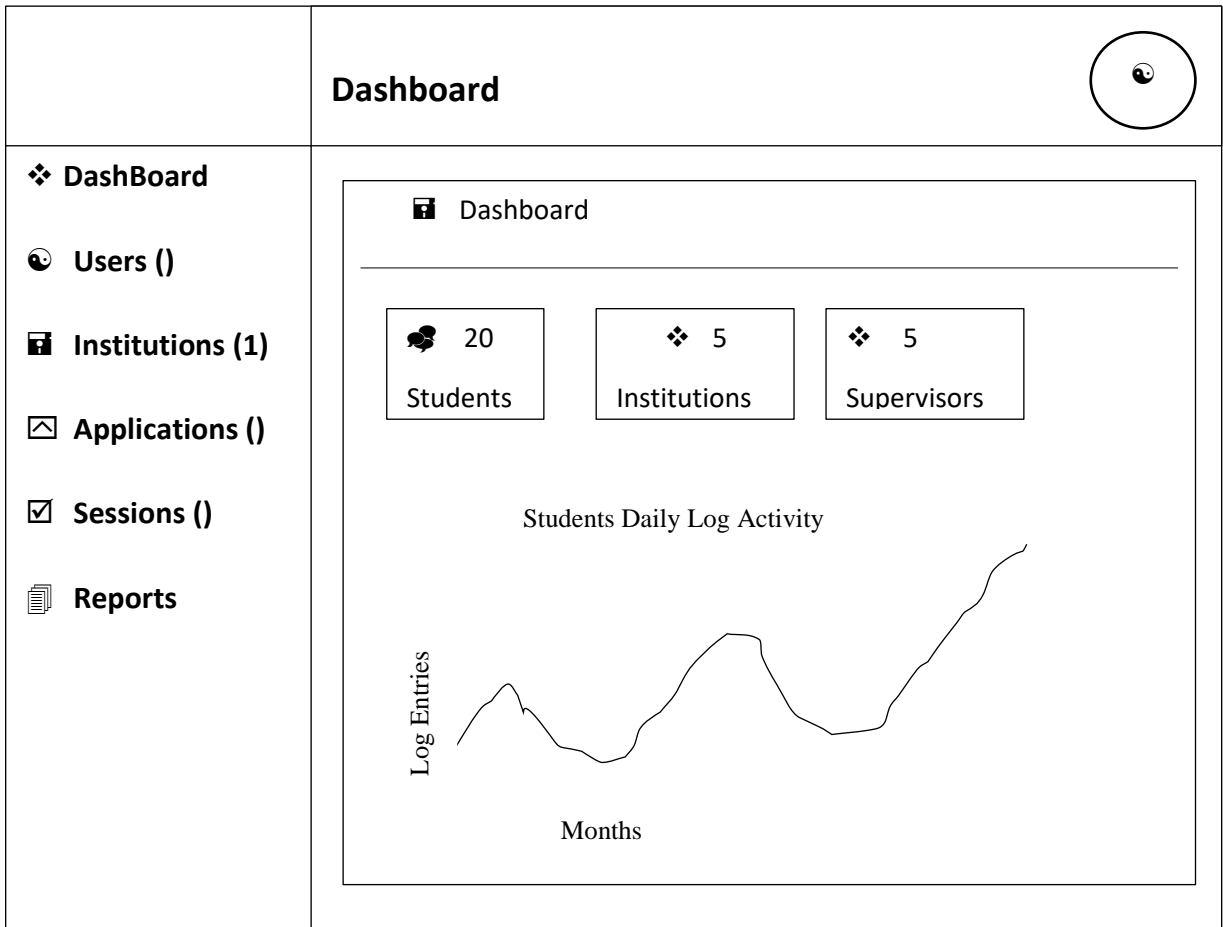 Dashboard
DashBoard
Users ()
Institutions (1)
Applications ()
Sessions ()
Reports
Dashboard
20
Students
5
Institutions
5
Supervisors
Students Daily Log Activity
Log Entries
Months